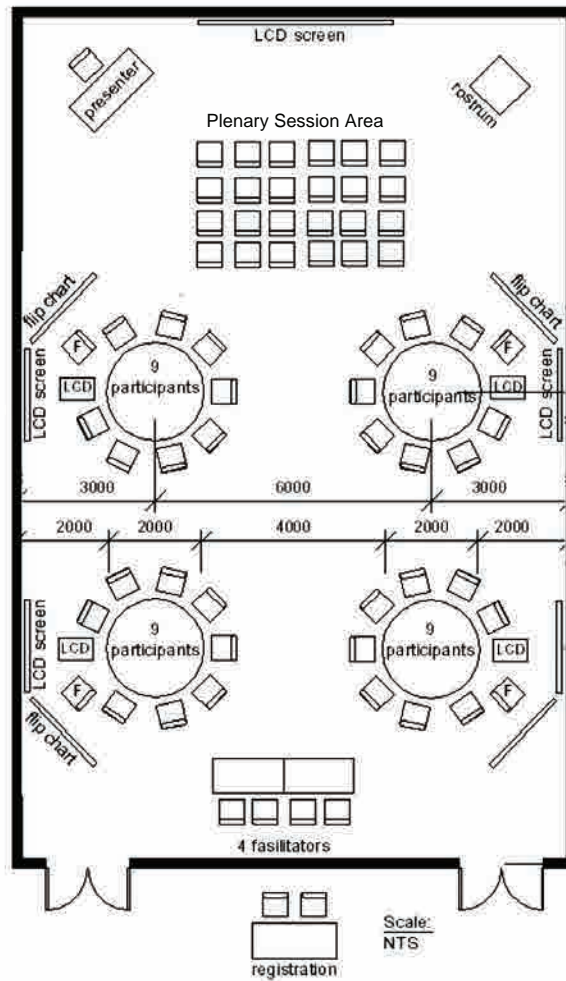 LCD screen
presenter
rostrum
Plenary Session Area
flip chart
flip chart
F
F
9
participants
9
participants
LCD
LCD
LCD screen
LCD screen
3000
6000
3000
2000
2000
4000
2000
2000
9
participants
9
participants
LCD screen
LCD
LCD
F
F
flip chart
4 fasilitators
Scale:
NTS
registration